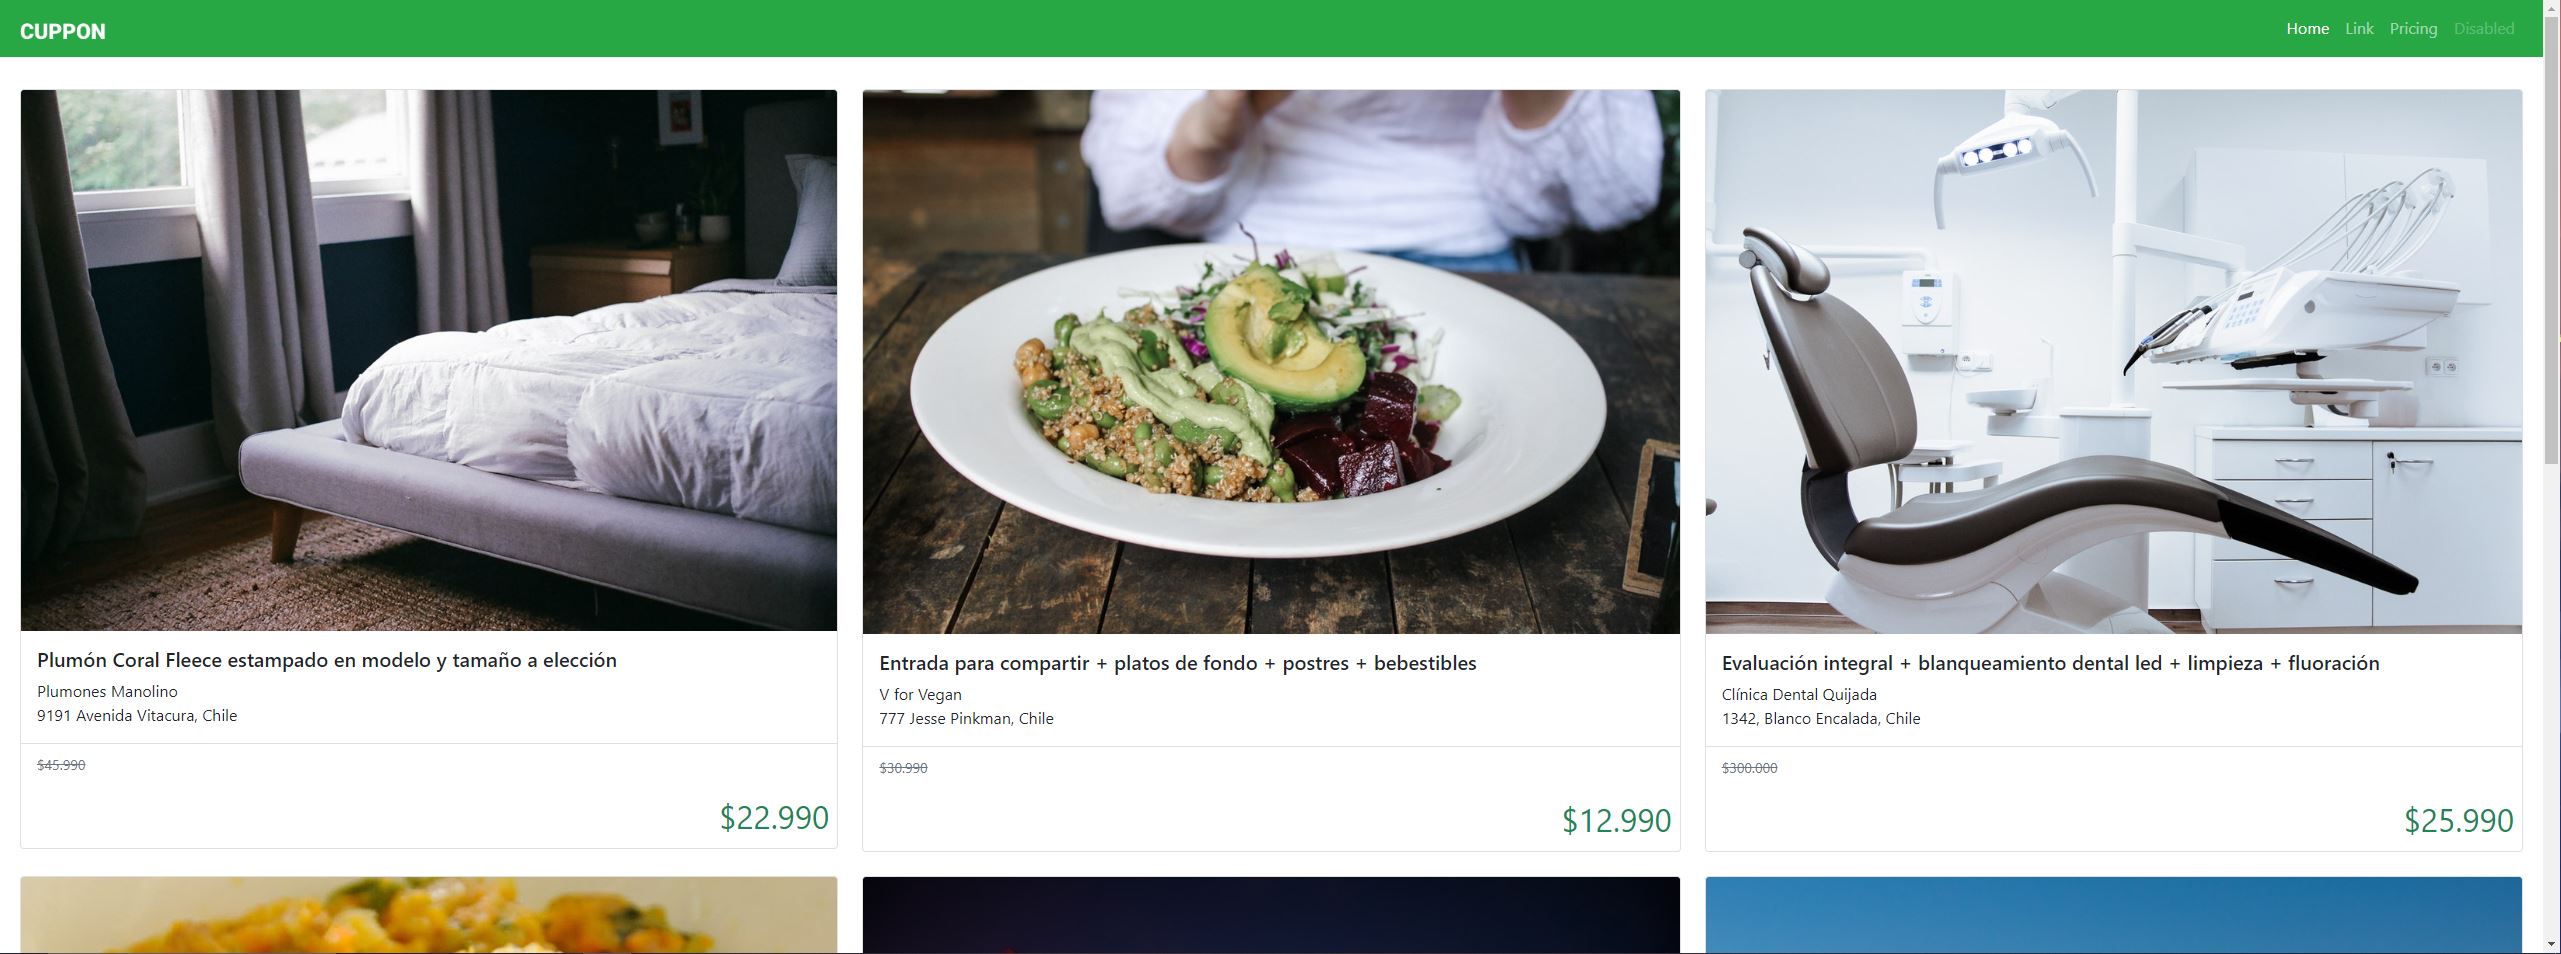 CUPPON
Home Link Pricing Disabled
Plumón Coral Fleece estampado en modelo y tamaño a elección
Plumones Manolino
9191 Avenida Vitacura, Chile
$45.990
$22.990
Entrada para compartir + platos de fondo + postres + bebestibles
V for Vegan
777 Jesse Pinkman, Chile
$30.990
$12.990
Evaluación integral + blanqueamiento dental led + limpieza + fluoración
Clínica Dental Quijada
1342, Blanco Encalada, Chile
$300.000
$25.990